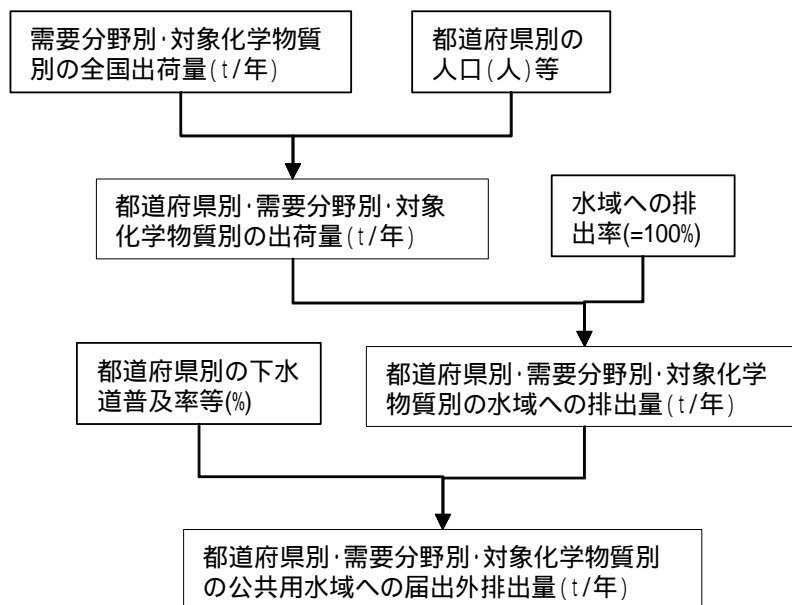 需要分野別･対象化学物質
別の全国出荷量(t/年)
都道府県別の
人口(人)等
都道府県別･需要分野別･対象
化学物質別の出荷量(t/年)
水域への排
出率(=100%)
都道府県別の下水
道普及率等(%)
都道府県別･需要分野別･対象化学
物質別の水域への排出量(t/年)
都道府県別･需要分野別･対象化学物質別
の公共用水域への届出外排出量(t/年)